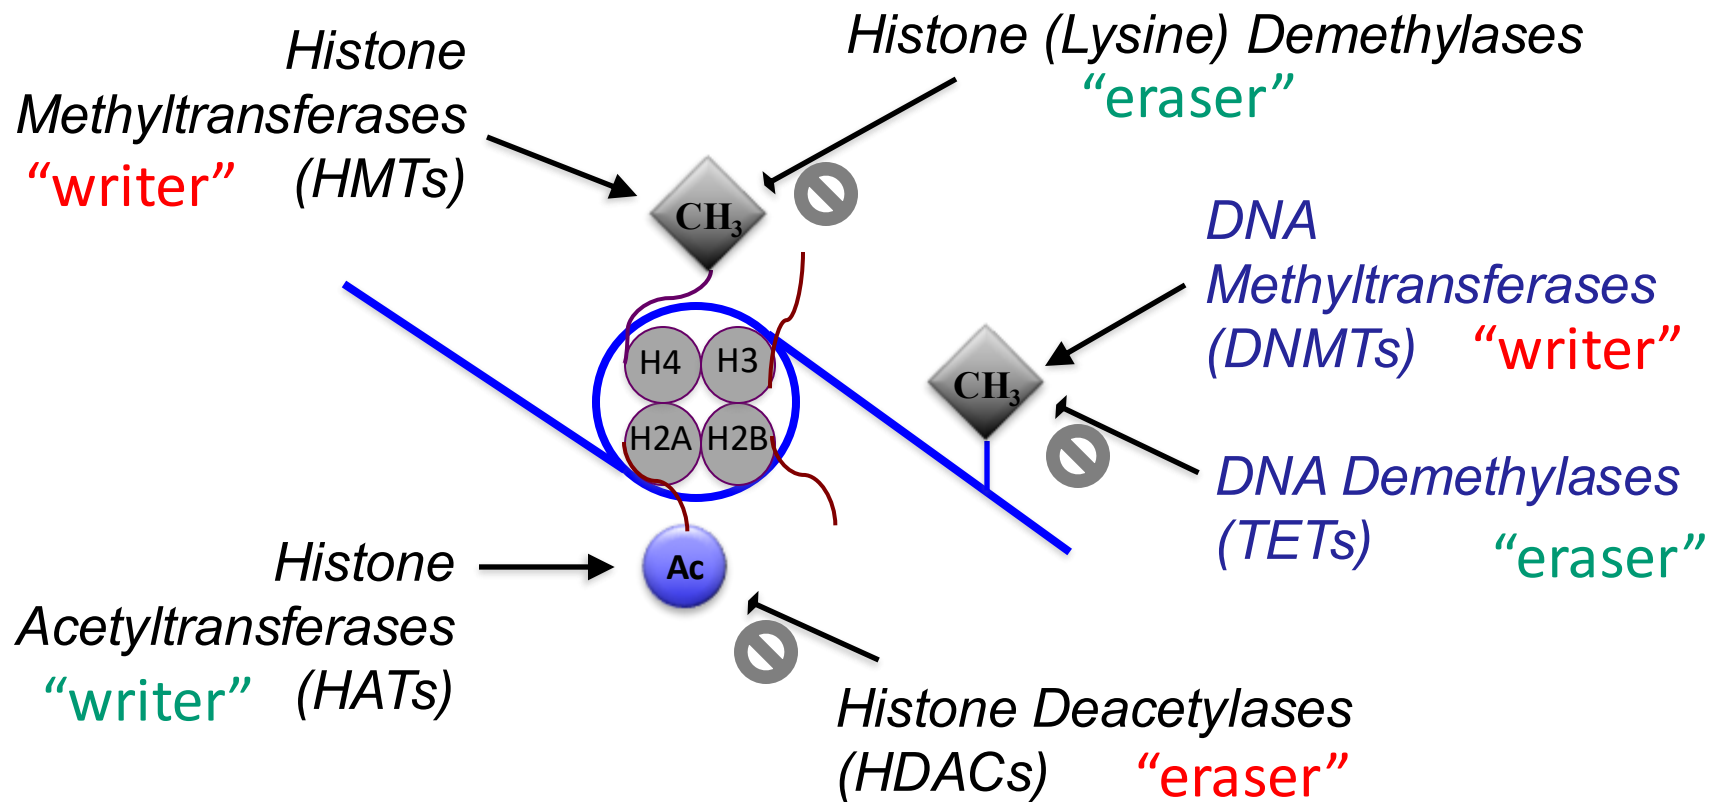 Histone
Methyltransferases
“writer” (HMTs)
Histone (Lysine) Demethylases
“eraser”
CH3
DNA
Methyltransferases
(DNMTs) “writer”
H4 H3
H2A H2B
CH3
DNA Demethylases
(TETs) “eraser”
Histone
Acetyltransferases
“writer” (HATs)
Ac
Histone Deacetylases
(HDACs) “eraser”